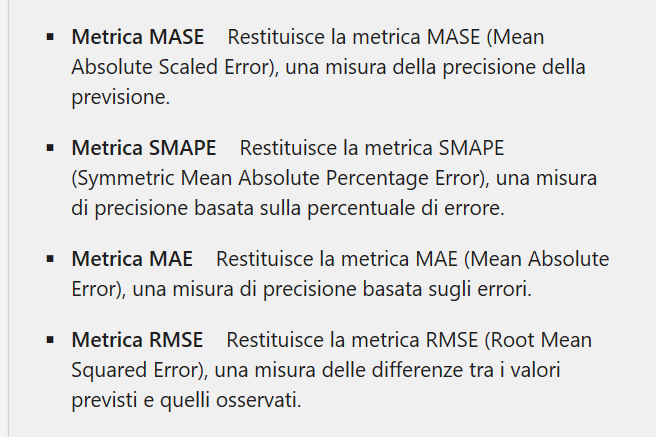 ▪ Metrica MASE Restituisce la metrica MASE (Mean
Absolute Scaled Error), una misura della precisione della
previsione.
▪ Metrica SMAPE Restituisce la metrica SMAPE
(Symmetric Mean Absolute Percentage Error), una misura
di precisione basata sulla percentuale di errore.
▪ Metrica MAE Restituisce la metrica MAE (Mean Absolute
Error), una misura di precisione basata sugli errori.
▪ Metrica RMSE Restituisce la metrica RMSE (Root Mean
Squared Error), una misura delle differenze tra i valori
previsti e quelli osservati.